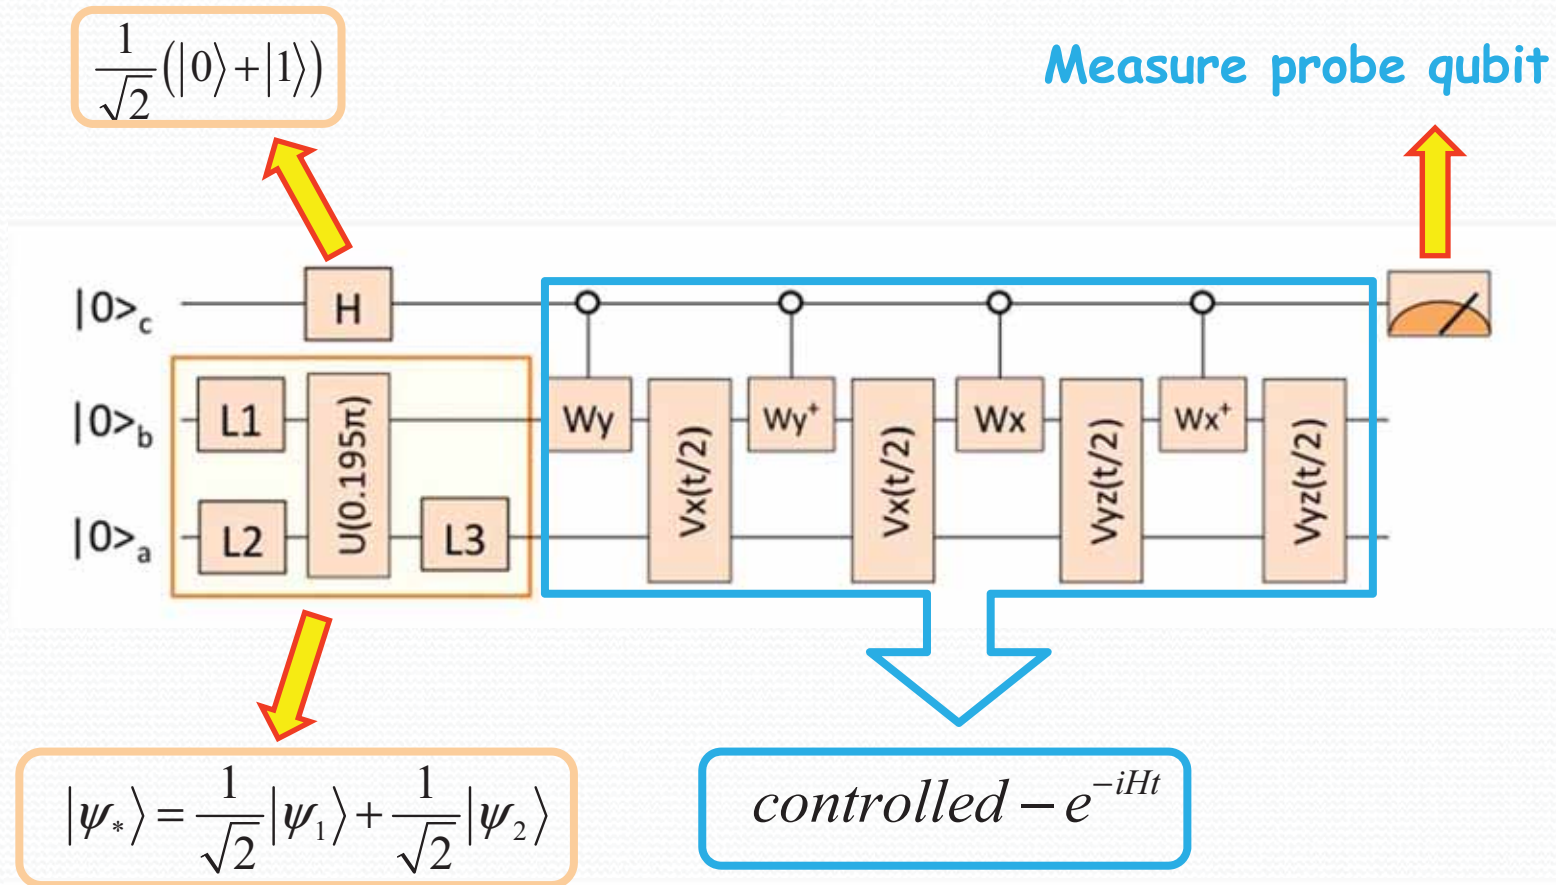 1/√2 (|0⟩+|1⟩)
Measure probe qubit
|0>c
H
|0>b
L1
U(0.195π)
Wy
Vx(t/2)
Wy⁺
Vx(t/2)
Wx
Vyz(t/2)
Wx⁺
Vyz(t/2)
|0>a
L2
L3
|ψ*⟩ = 1/√2 |ψ₁⟩ + 1/√2 |ψ₂⟩
controlled − e^{−iHt}